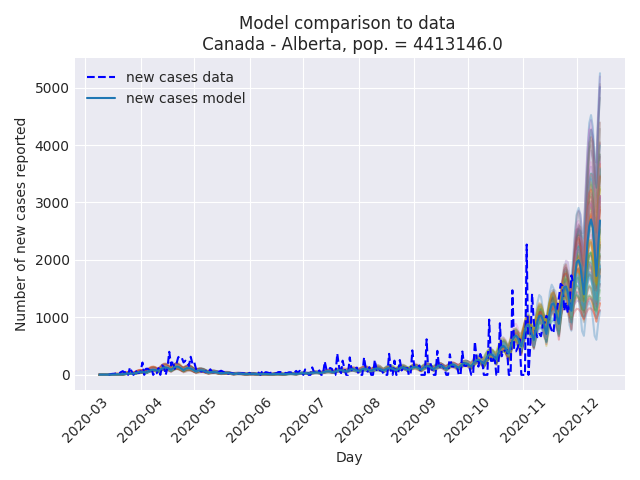 Model comparison to data
Canada - Alberta, pop. = 4413146.0
new cases data
new cases model
Number of new cases reported
5000
4000
3000
2000
1000
0
2020-03
2020-04
2020-05
2020-06
2020-07
2020-08
2020-09
2020-10
2020-11
2020-12
Day